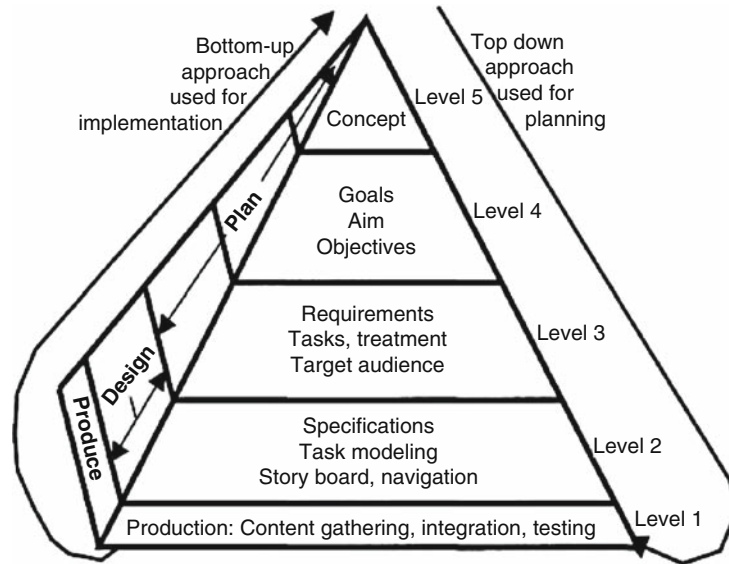 Bottom-up
approach
used for
implementation
Top down
approach
used for
planning
Level 5
Concept
Plan
Goals
Aim
Objectives
Level 4
Requirements
Tasks, treatment
Target audience
Level 3
Design
Specifications
Task modeling
Story board, navigation
Level 2
Produce
Production: Content gathering, integration, testing
Level 1